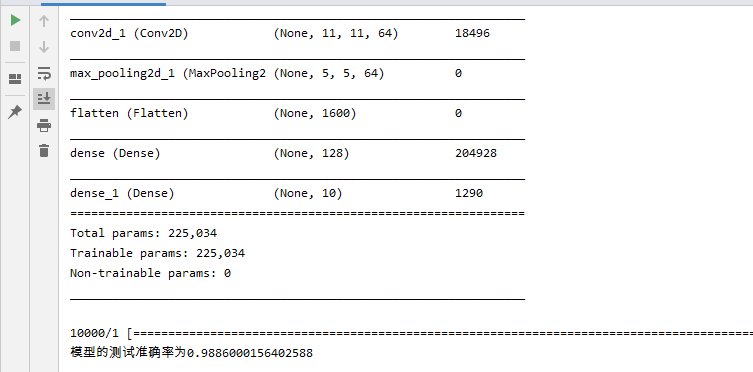 conv2d_1 (Conv2D) (None, 11, 11, 64) 18496
max_pooling2d_1 (MaxPooling2 (None, 5, 5, 64) 0
flatten (Flatten) (None, 1600) 0
dense (Dense) (None, 128) 204928
dense_1 (Dense) (None, 10) 1290
=================================================================
Total params: 225,034
Trainable params: 225,034
Non-trainable params: 0
10000/1 [========================================================================================
模型的测试准确率为0.9886000156402588